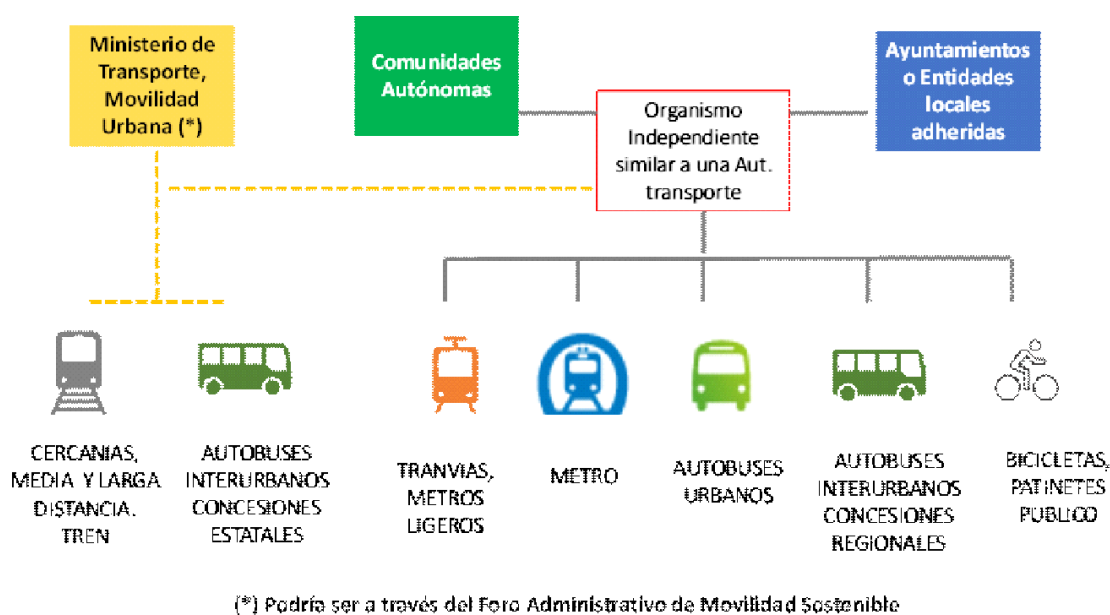 Ministerio de
Transporte,
Movilidad
Urbana (*)
Comunidades
Autónomas
Organismo
Independiente
similar a una Aut.
transporte
Ayuntamientos
o Entidades
locales
adheridas
CERCANIAS,
MEDIA Y LARGA
DISTANCIA.
TREN
AUTOBUSES
INTERURBANOS
CONCESIONES
ESTATALES
TRANVIAS,
METROS
LIGEROS
METRO
AUTOBUSES
URBANOS
AUTOBUSES
INTERURBANOS
CONCESIONES
REGIONALES
BICICLETAS,
PATINETES
PUBLICO
(*) Podría ser a través del Foro Administrativo de Movilidad Sostenible